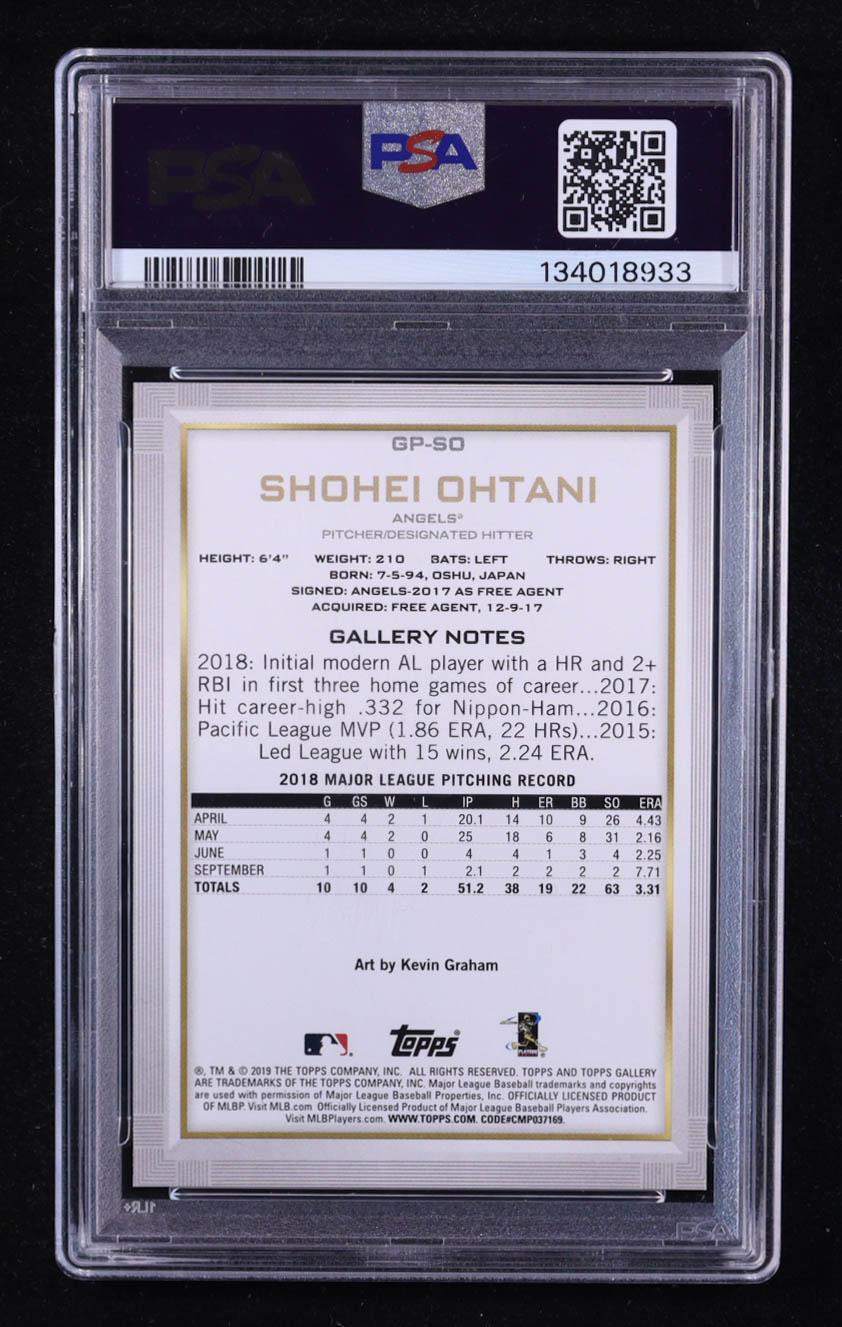 PSA
PSA
134018933
GP-SO
SHOHEI OHTANI
ANGELS®
PITCHER/DESIGNATED HITTER
HEIGHT: 6'4" WEIGHT: 210 BATS: LEFT THROWS: RIGHT
BORN: 7-5-94, OSHU, JAPAN
SIGNED: ANGELS-2017 AS FREE AGENT
ACQUIRED: FREE AGENT, 12-9-17
GALLERY NOTES
2018: Initial modern AL player with a HR and 2+
RBI in first three home games of career...2017:
Hit career-high .332 for Nippon-Ham...2016:
Pacific League MVP (1.86 ERA, 22 HRs)...2015:
Led League with 15 wins, 2.24 ERA.
2018 MAJOR LEAGUE PITCHING RECORD
G GS W L IP H ER BB SO ERA
APRIL 4 4 2 1 20.1 14 10 9 26 4.43
MAY 4 4 2 0 25 18 6 8 31 2.16
JUNE 1 1 0 0 4 4 1 3 4 2.25
SEPTEMBER 1 1 0 1 2.1 2 2 2 2 7.71
TOTALS 10 10 4 2 51.2 38 19 22 63 3.31
Art by Kevin Graham
Topps®
PLAYERS
®, TM & © 2019 THE TOPPS COMPANY, INC. ALL RIGHTS RESERVED. TOPPS AND TOPPS GALLERY
ARE TRADEMARKS OF THE TOPPS COMPANY, INC. Major League Baseball trademarks and copyrights
are used with permission of Major League Baseball Properties, Inc. OFFICIALLY LICENSED PRODUCT
OF MLBP. Visit MLB.com Officially Licensed Product of Major League Baseball Players Association.
Visit MLBPlayers.com. WWW.TOPPS.COM. CODE#CMP037169.
1LR+
PSA